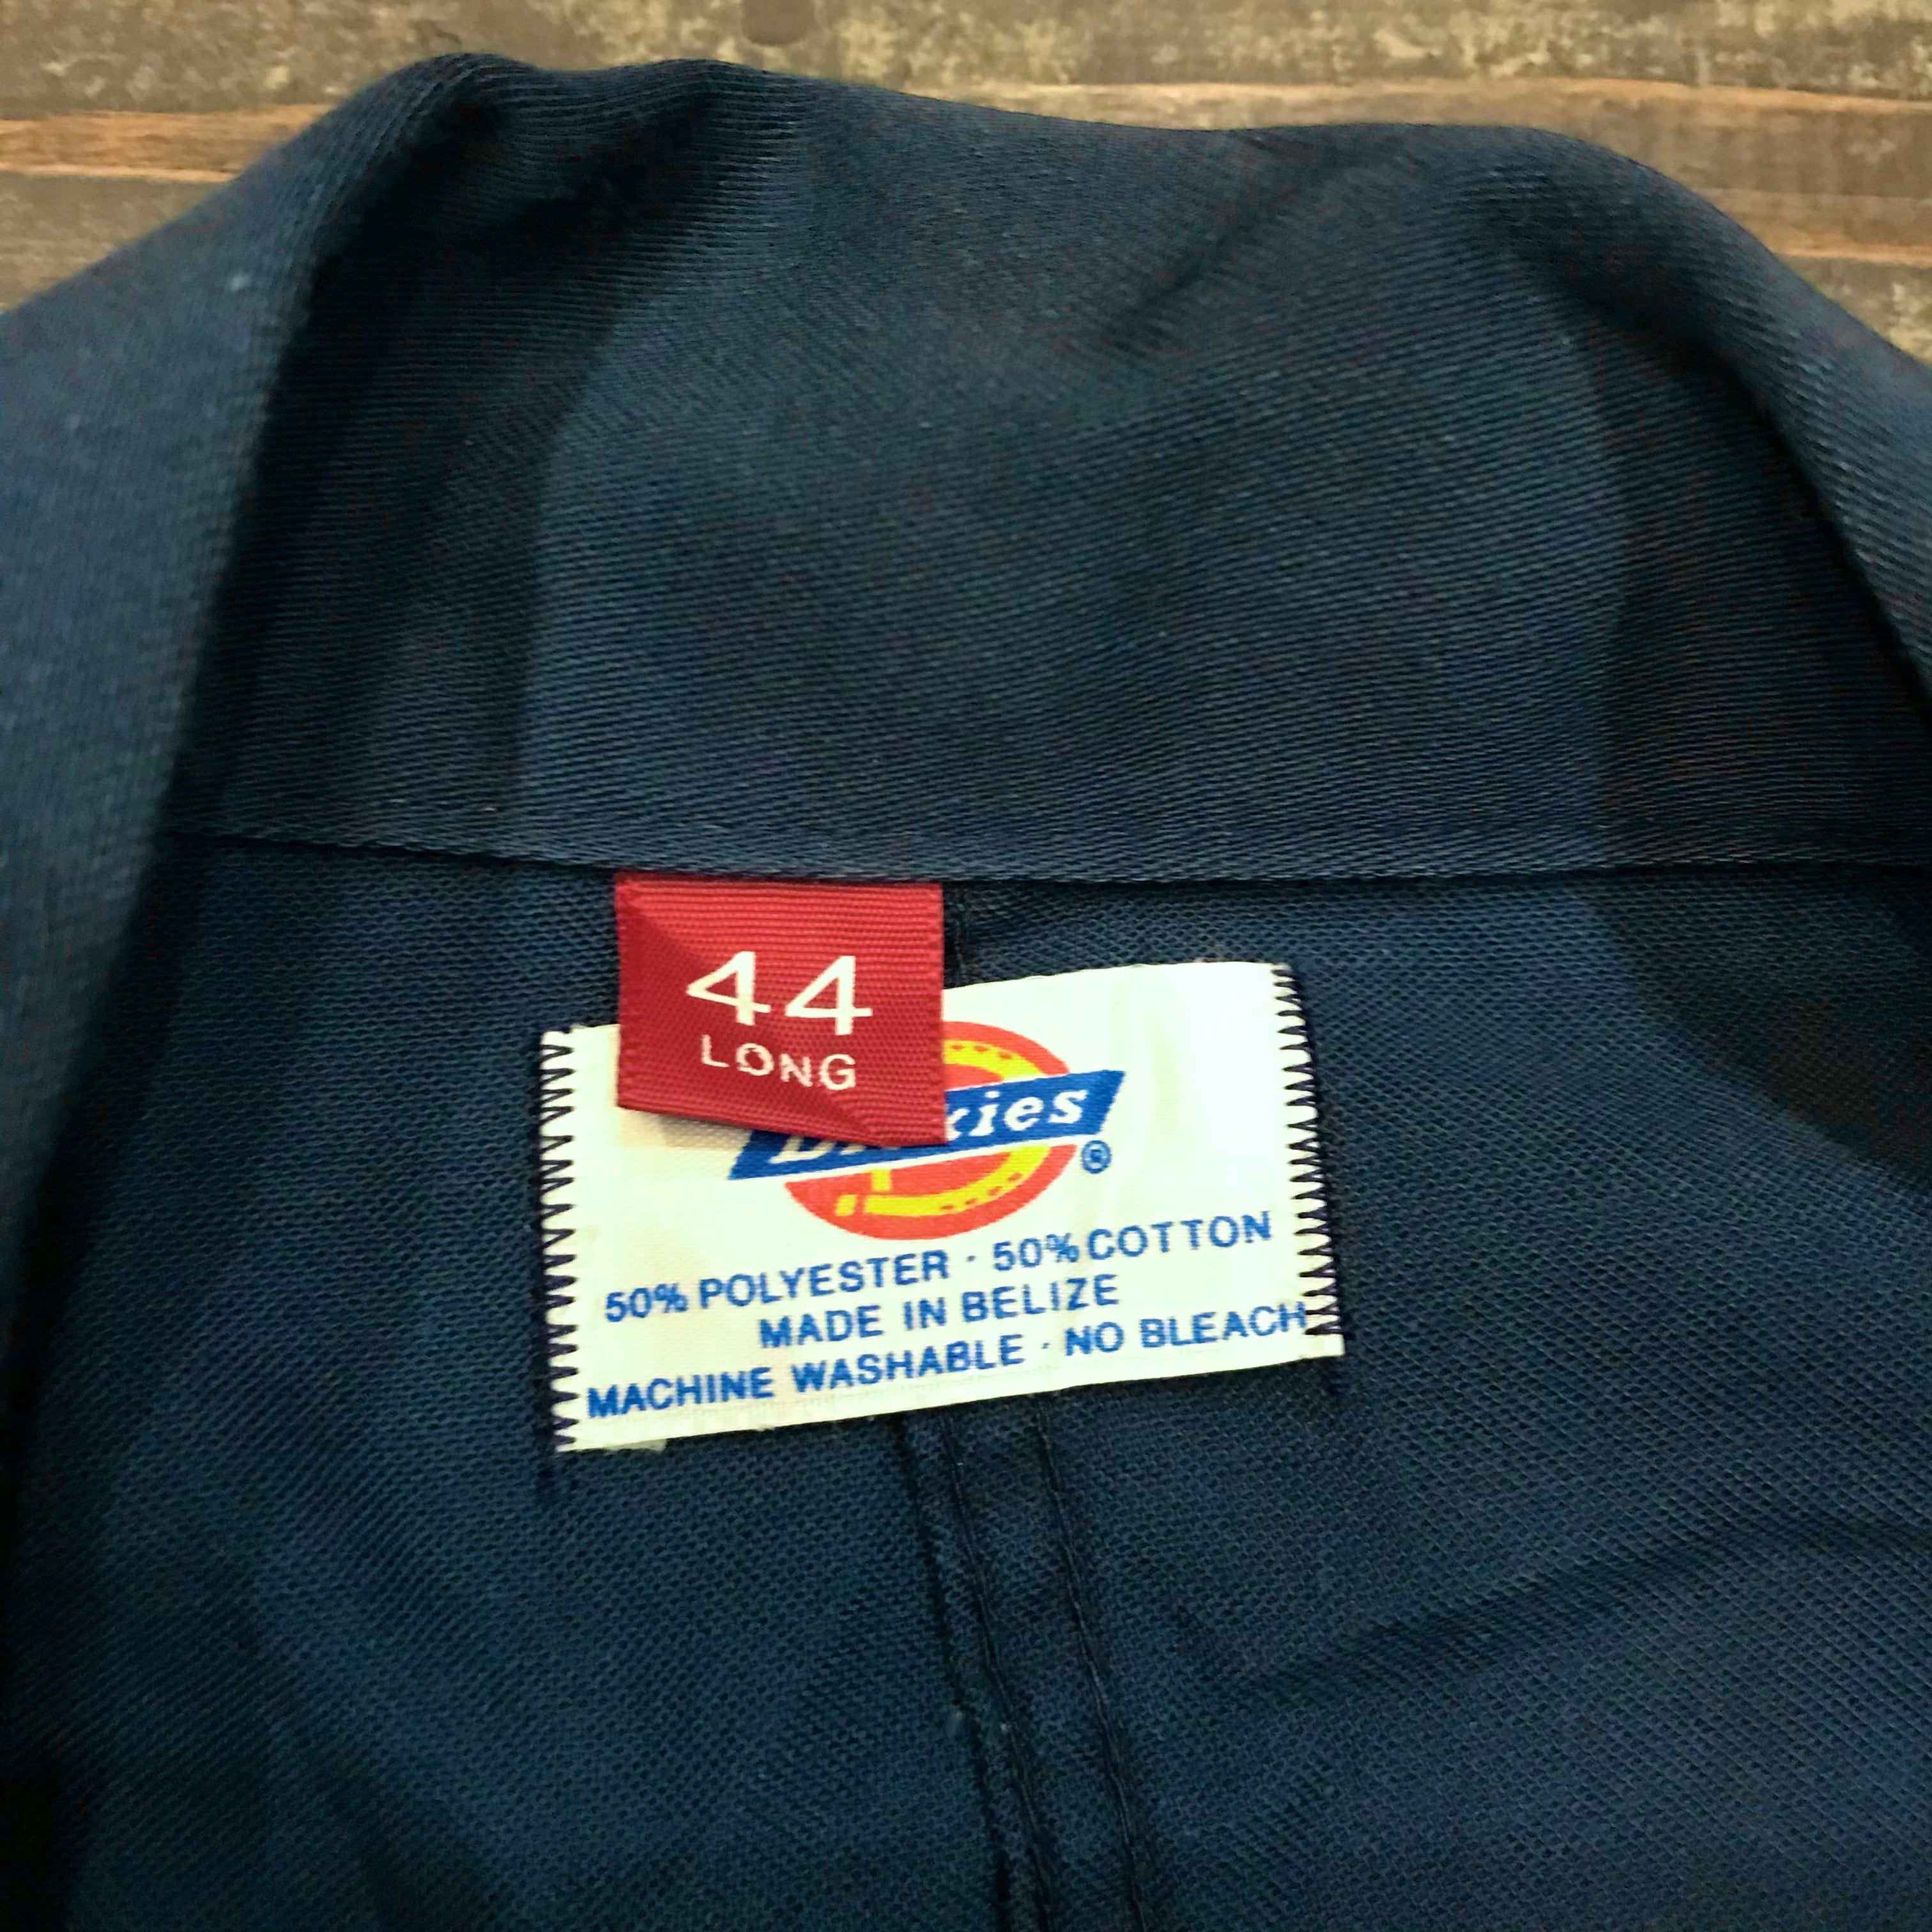 44
LONG
Dickies
®
50% POLYESTER · 50% COTTON
MADE IN BELIZE
MACHINE WASHABLE · NO BLEACH